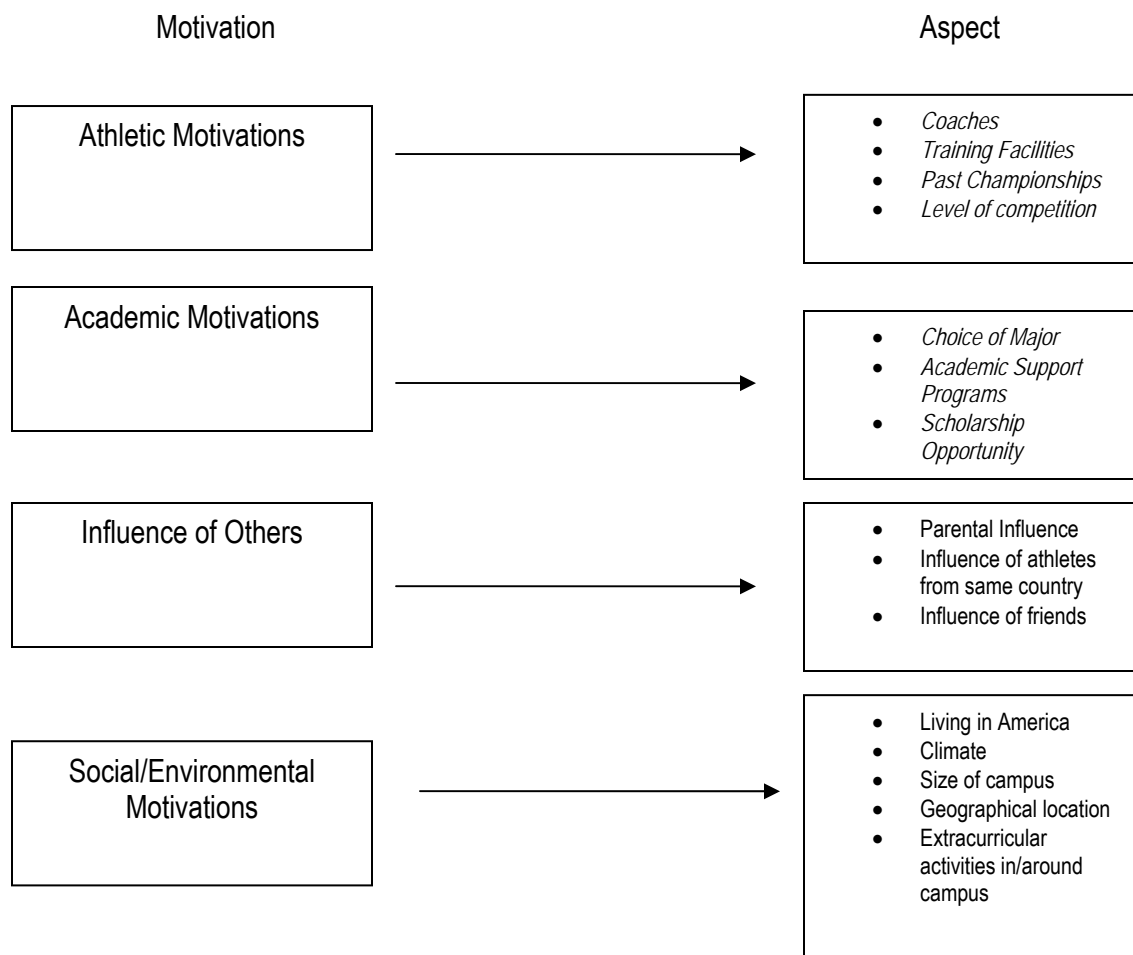 Motivation
Aspect
Athletic Motivations
• Coaches
• Training Facilities
• Past Championships
• Level of competition
Academic Motivations
• Choice of Major
• Academic Support
Programs
• Scholarship
Opportunity
Influence of Others
• Parental Influence
• Influence of athletes
from same country
• Influence of friends
Social/Environmental
Motivations
• Living in America
• Climate
• Size of campus
• Geographical location
• Extracurricular
activities in/around
campus